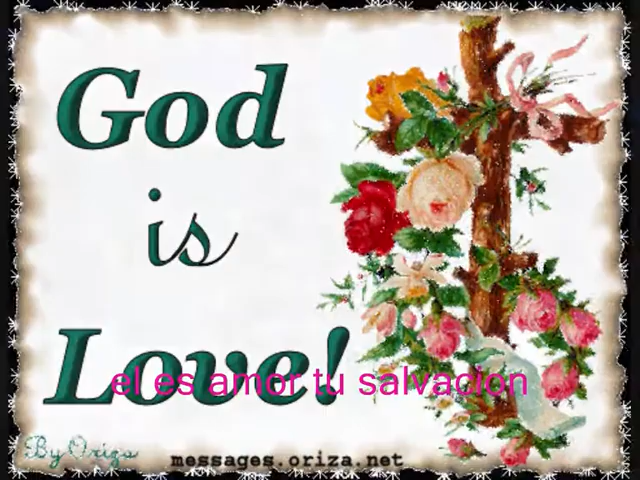 God
is
Love!
el es amor tu salvacion
By Oriza
messages.oriza.net